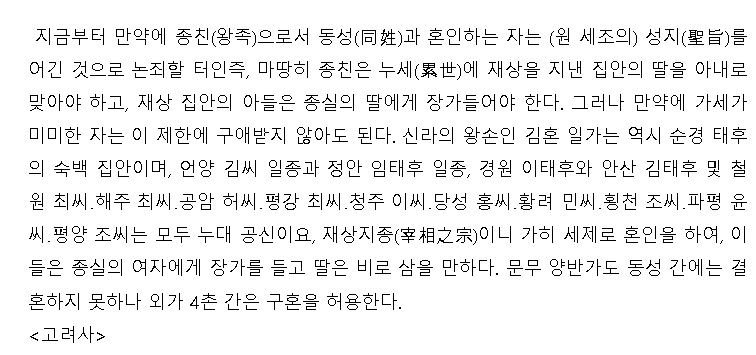 지금부터 만약에 종친(왕족)으로서 동성(同姓)과 혼인하는 자는 (원 세조의) 성지(聖旨)를
어긴 것으로 논죄할 터인즉, 마땅히 종친은 누세(累世)에 재상을 지낸 집안의 딸을 아내로
맞아야 하고, 재상 집안의 아들은 종실의 딸에게 장가들어야 한다. 그러나 만약에 가세가
미미한 자는 이 제한에 구애받지 않아도 된다. 신라의 왕손인 김혼 일가는 역시 순경 태후
의 숙백 집안이며, 언양 김씨 일종과 정안 임태후 일종, 경원 이태후와 안산 김태후 및 철
원 최씨.해주 최씨.공암 허씨.평강 최씨.청주 이씨.당성 홍씨.황려 민씨.횡천 조씨.파평 윤
씨.평양 조씨는 모두 누대 공신이요, 재상지종(宰相之宗)이니 가히 세제로 혼인을 하여, 이
들은 종실의 여자에게 장가를 들고 딸은 비로 삼을 만하다. 문무 양반가도 동성 간에는 결
혼하지 못하나 외가 4촌 간은 구혼을 허용한다.
<고려사>